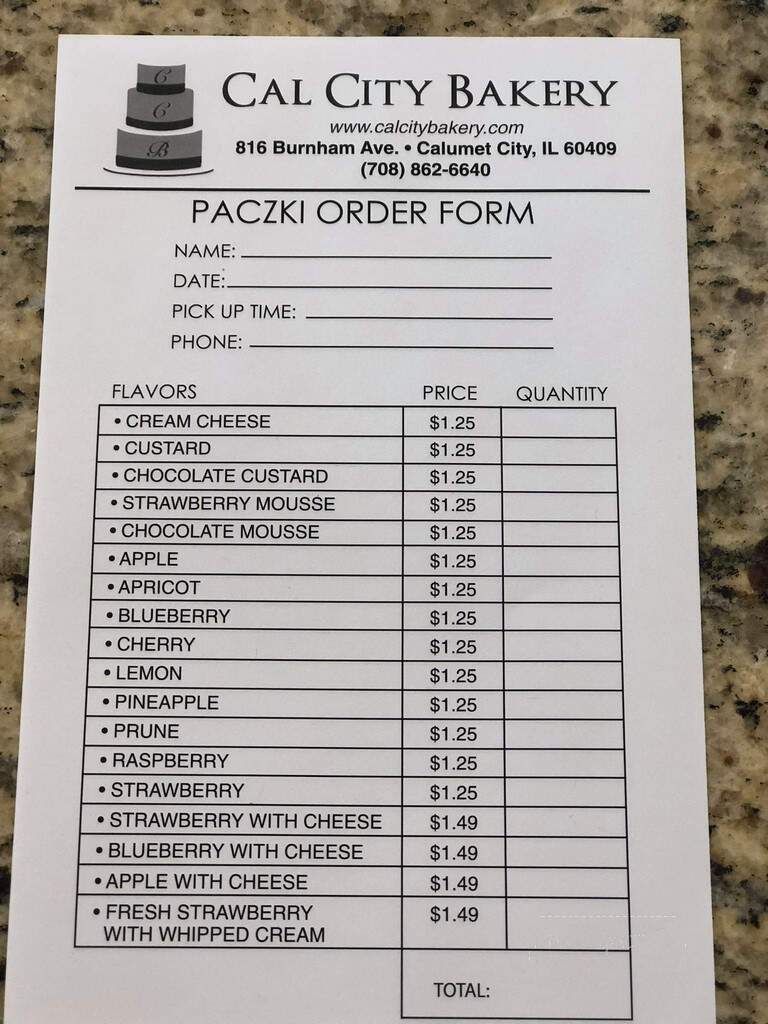 C
C
B
CAL CITY BAKERY
www.calcitybakery.com
816 Burnham Ave. • Calumet City, IL 60409
(708) 862-6640
PACZKI ORDER FORM
NAME:
DATE:
PICK UP TIME:
PHONE:
FLAVORS PRICE QUANTITY
• CREAM CHEESE $1.25
• CUSTARD $1.25
• CHOCOLATE CUSTARD $1.25
• STRAWBERRY MOUSSE $1.25
• CHOCOLATE MOUSSE $1.25
• APPLE $1.25
• APRICOT $1.25
• BLUEBERRY $1.25
• CHERRY $1.25
• LEMON $1.25
• PINEAPPLE $1.25
• PRUNE $1.25
• RASPBERRY $1.25
• STRAWBERRY $1.25
• STRAWBERRY WITH CHEESE $1.49
• BLUEBERRY WITH CHEESE $1.49
• APPLE WITH CHEESE $1.49
• FRESH STRAWBERRY $1.49
WITH WHIPPED CREAM
TOTAL: